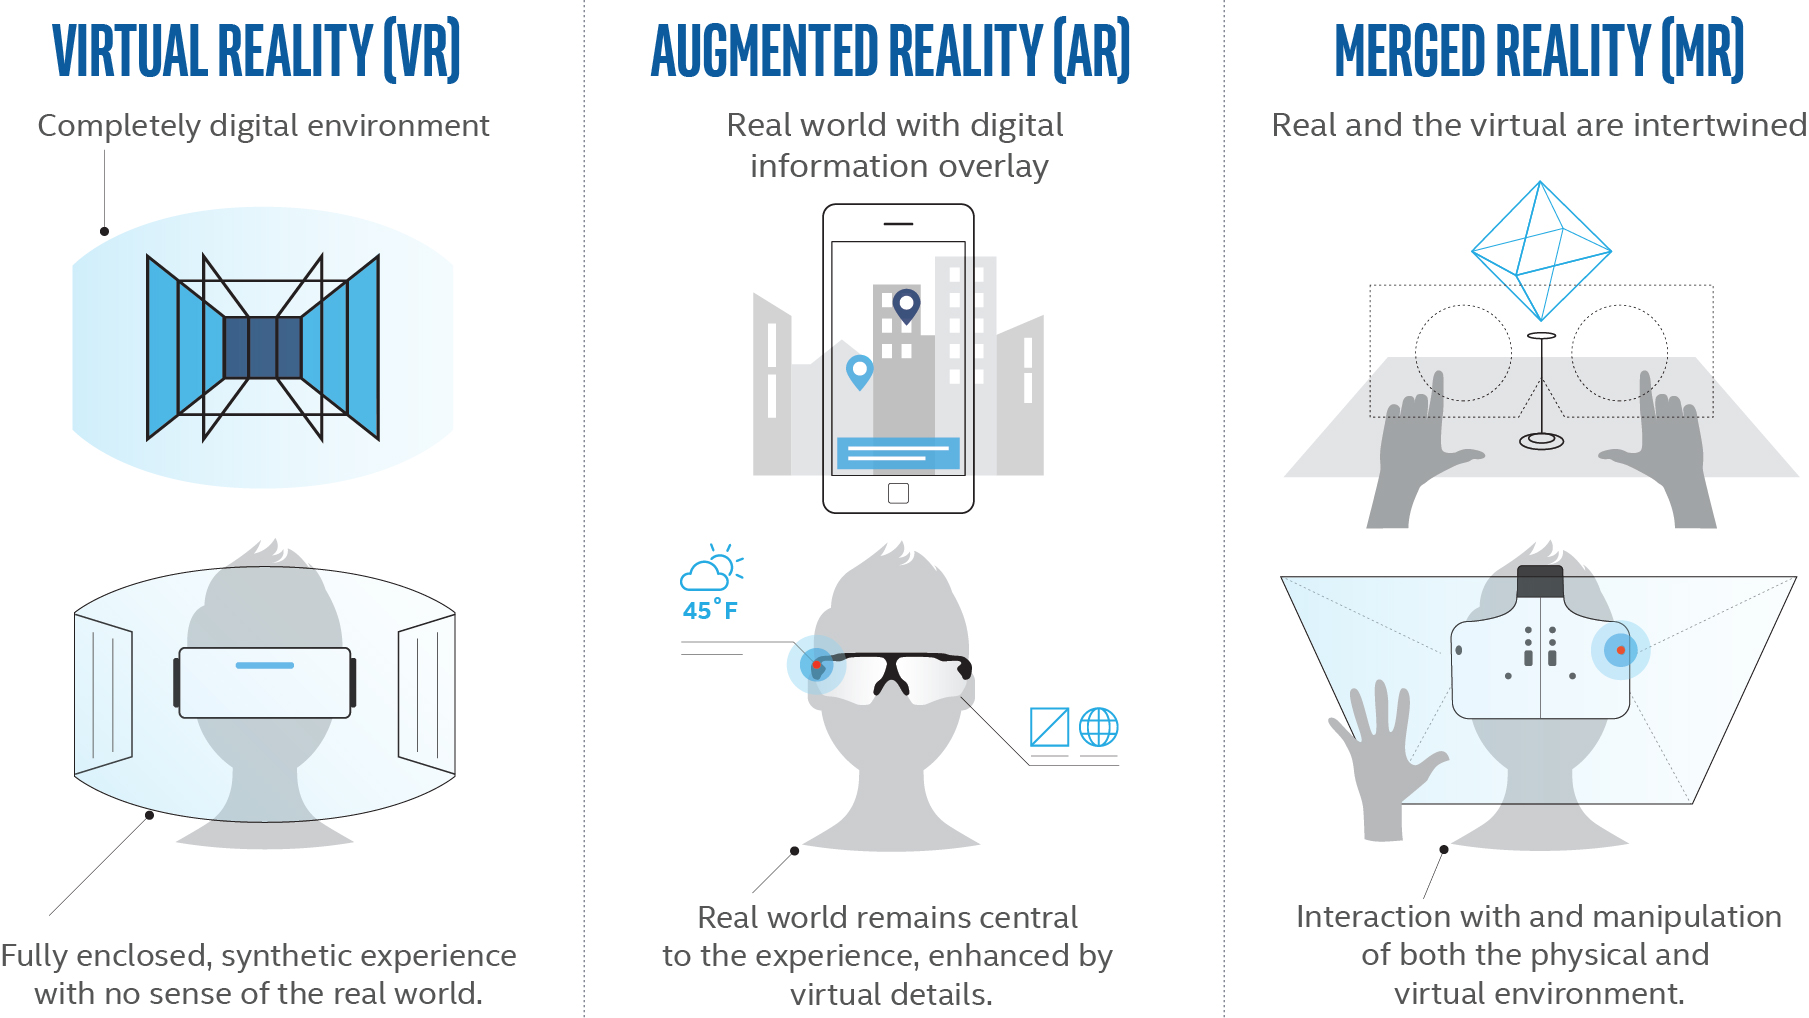 VIRTUAL REALITY (VR)
Completely digital environment
Fully enclosed, synthetic experience
with no sense of the real world.
AUGMENTED REALITY (AR)
Real world with digital
information overlay
45°F
Real world remains central
to the experience, enhanced by
virtual details.
MERGED REALITY (MR)
Real and the virtual are intertwined
Interaction with and manipulation
of both the physical and
virtual environment.